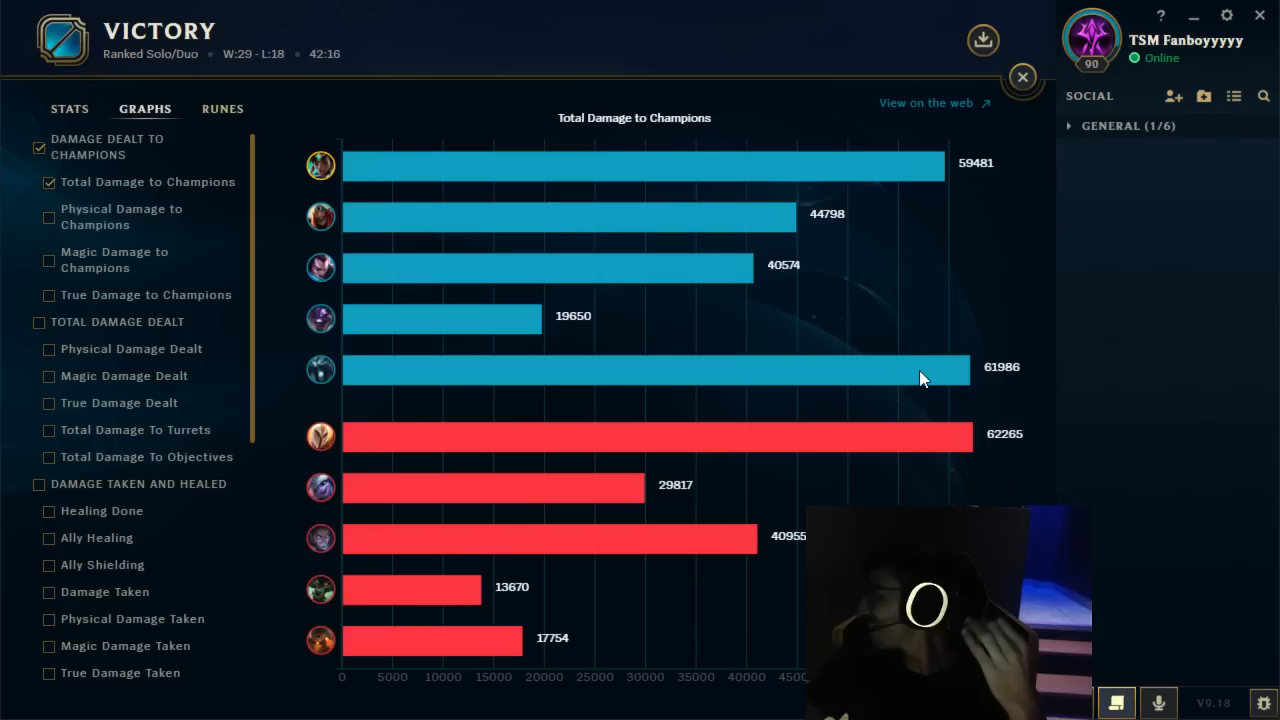 VICTORY
Ranked Solo/Duo • W:29 - L:18 • 42:16
?
TSM Fanboyyyyy
90
Online
SOCIAL
GENERAL (1/6)
STATS GRAPHS RUNES
View on the web
Total Damage to Champions
DAMAGE DEALT TO
CHAMPIONS
Total Damage to Champions
Physical Damage to
Champions
Magic Damage to
Champions
True Damage to Champions
TOTAL DAMAGE DEALT
Physical Damage Dealt
Magic Damage Dealt
True Damage Dealt
Total Damage To Turrets
Total Damage To Objectives
DAMAGE TAKEN AND HEALED
Healing Done
Ally Healing
Ally Shielding
Damage Taken
Physical Damage Taken
Magic Damage Taken
True Damage Taken
59481
44798
40574
19650
61986
62265
29817
40955
13670
17754
0 5000 10000 15000 20000 25000 30000 35000 40000 4500
V9.18